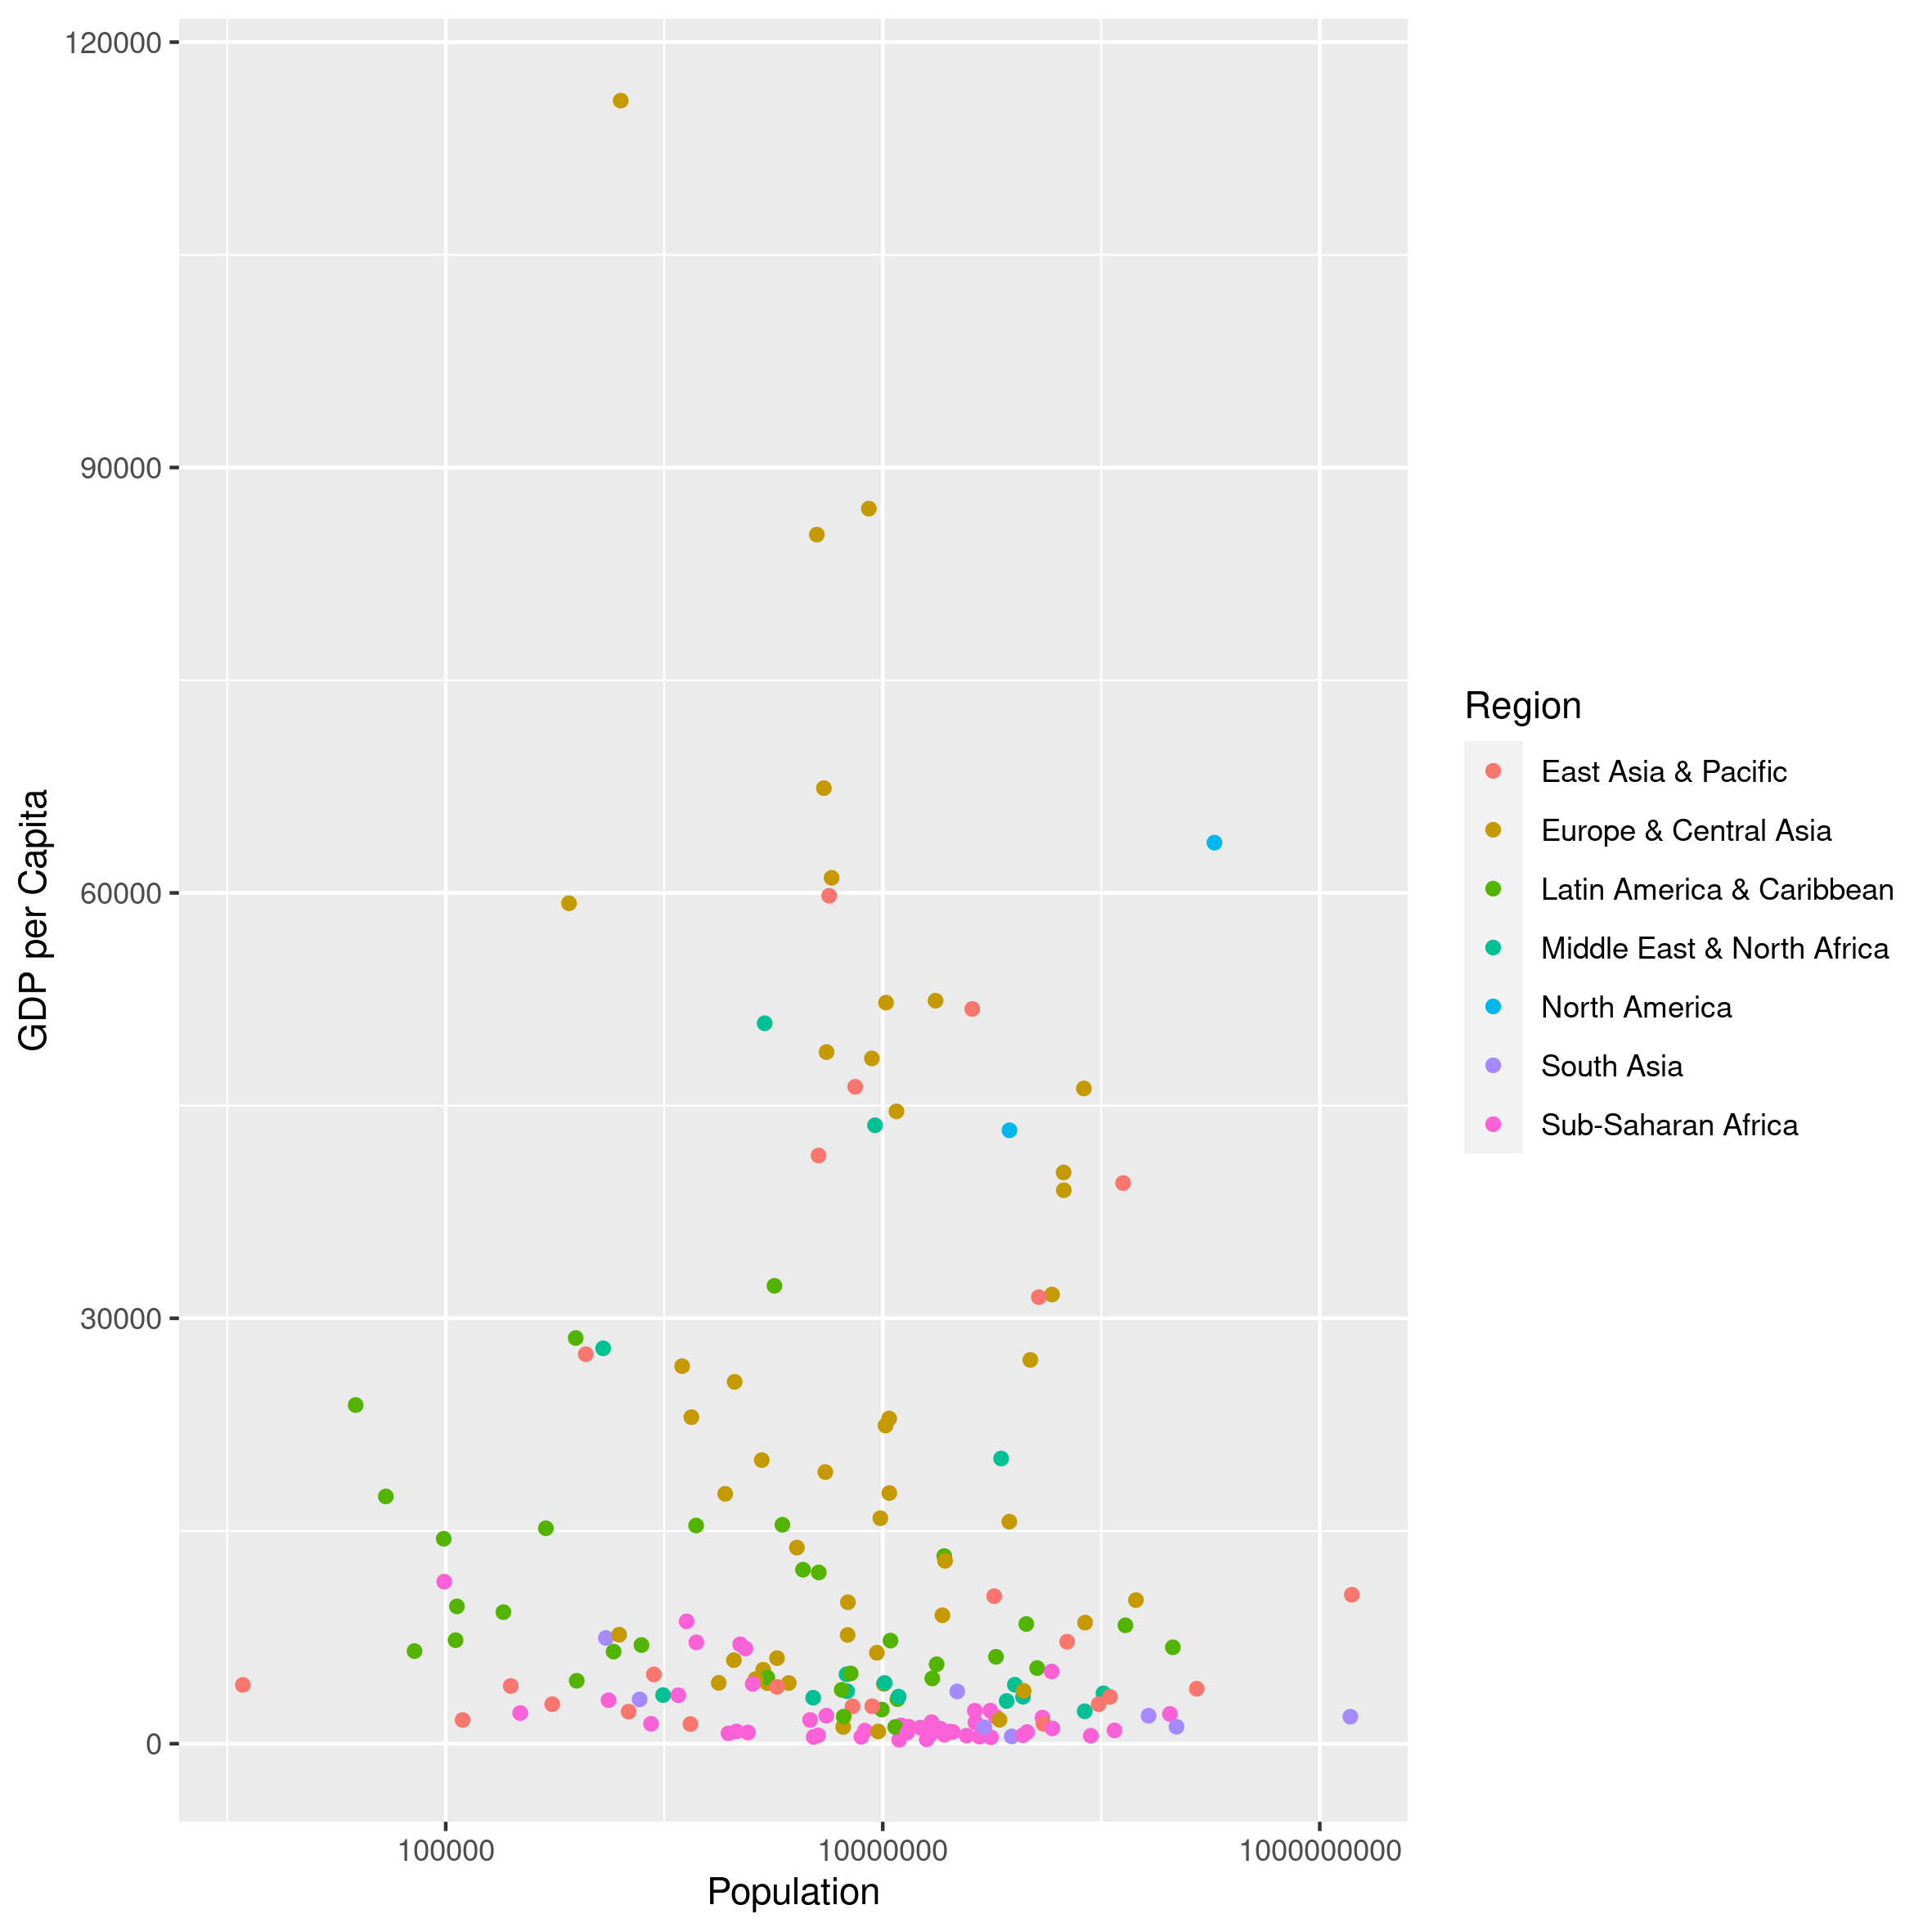 120000
90000
60000
30000
0
GDP per Capita
100000
10000000
1000000000
Population
Region
East Asia & Pacific
Europe & Central Asia
Latin America & Caribbean
Middle East & North Africa
North America
South Asia
Sub-Saharan Africa